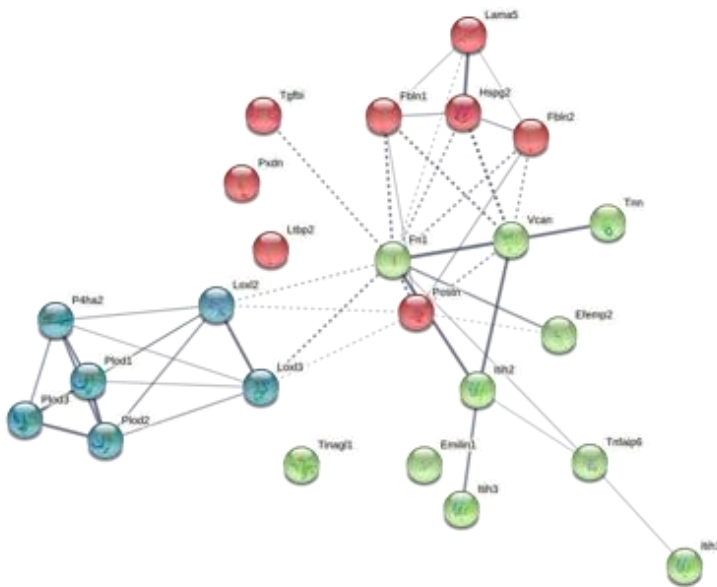 Lama5
Tgfbi
Fbln1
Hspg2
Fbln2
Pxdn
Tnn
Vcan
Ltbp2
Fn1
Loxl2
Postn
P4ha2
Efemp2
Plod1
Loxl3
Itih2
Plod3
Plod2
Tinagl1
Emilin1
Tnfaip6
Itih3